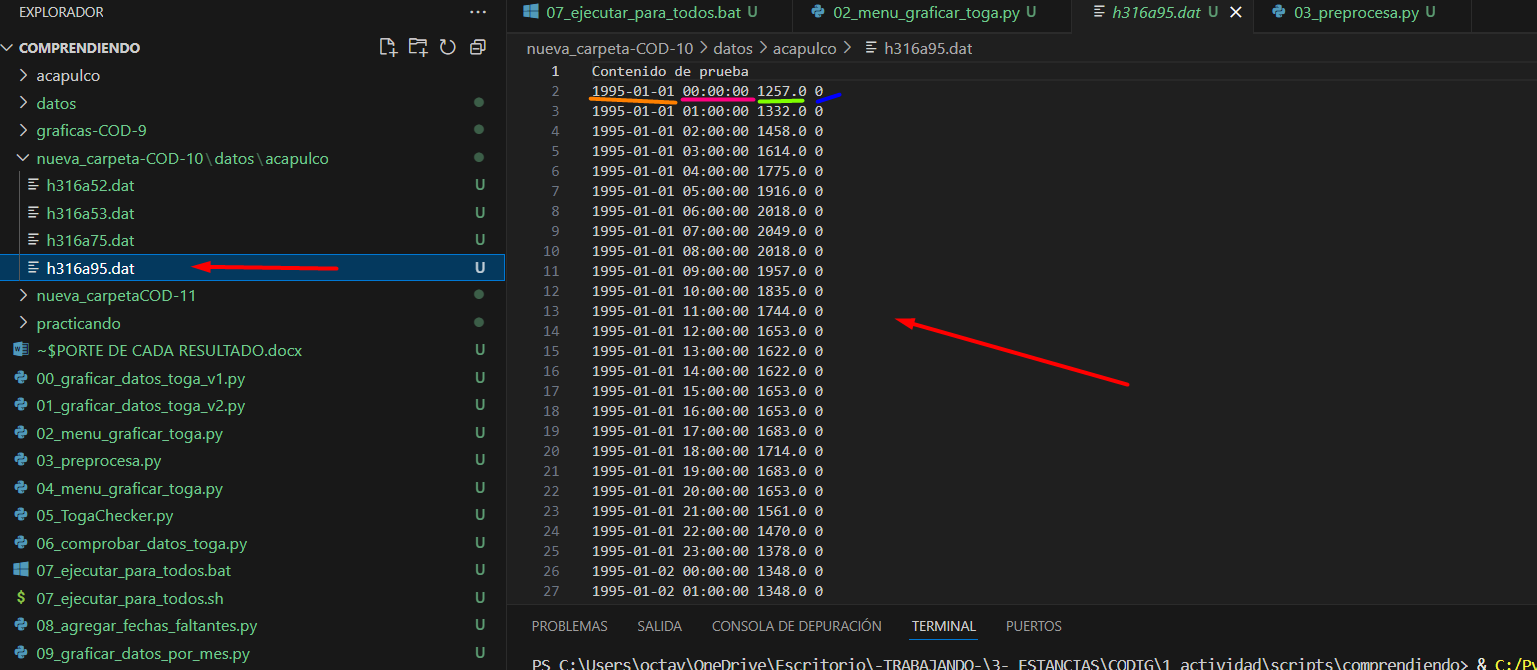 EXPLORADOR
COMPRENDIENDO
acapulco
datos
graficas-COD-9
nueva_carpeta-COD-10\datos\acapulco
h316a52.dat U
h316a53.dat U
h316a75.dat U
h316a95.dat U
nueva_carpetaCOD-11
practicando
~$PORTE DE CADA RESULTADO.docx U
00_graficar_datos_toga_v1.py U
01_graficar_datos_toga_v2.py U
02_menu_graficar_toga.py U
03_preprocesa.py U
04_menu_graficar_toga.py U
05_TogaChecker.py U
06_comprobar_datos_toga.py U
07_ejecutar_para_todos.bat U
07_ejecutar_para_todos.sh U
08_agregar_fechas_faltantes.py U
09_graficar_datos_por_mes.py U
07_ejecutar_para_todos.bat U 02_menu_graficar_toga.py U h316a95.dat U 03_preprocesa.py U
nueva_carpeta-COD-10 > datos > acapulco > h316a95.dat
1 Contenido de prueba
2 1995-01-01 00:00:00 1257.0 0
3 1995-01-01 01:00:00 1332.0 0
4 1995-01-01 02:00:00 1458.0 0
5 1995-01-01 03:00:00 1614.0 0
6 1995-01-01 04:00:00 1775.0 0
7 1995-01-01 05:00:00 1916.0 0
8 1995-01-01 06:00:00 2018.0 0
9 1995-01-01 07:00:00 2049.0 0
10 1995-01-01 08:00:00 2018.0 0
11 1995-01-01 09:00:00 1957.0 0
12 1995-01-01 10:00:00 1835.0 0
13 1995-01-01 11:00:00 1744.0 0
14 1995-01-01 12:00:00 1653.0 0
15 1995-01-01 13:00:00 1622.0 0
16 1995-01-01 14:00:00 1622.0 0
17 1995-01-01 15:00:00 1653.0 0
18 1995-01-01 16:00:00 1653.0 0
19 1995-01-01 17:00:00 1683.0 0
20 1995-01-01 18:00:00 1714.0 0
21 1995-01-01 19:00:00 1683.0 0
22 1995-01-01 20:00:00 1653.0 0
23 1995-01-01 21:00:00 1561.0 0
24 1995-01-01 22:00:00 1470.0 0
25 1995-01-01 23:00:00 1378.0 0
26 1995-01-02 00:00:00 1348.0 0
27 1995-01-02 01:00:00 1348.0 0
PROBLEMAS SALIDA CONSOLA DE DEPURACIÓN TERMINAL PUERTOS
PS C:\Users\octav\OneDrive\Escritorio\-TRABAJANDO-\3- ESTANCIAS\CODIG\1 actividad\scripts\comprendiendo> & C:/Py